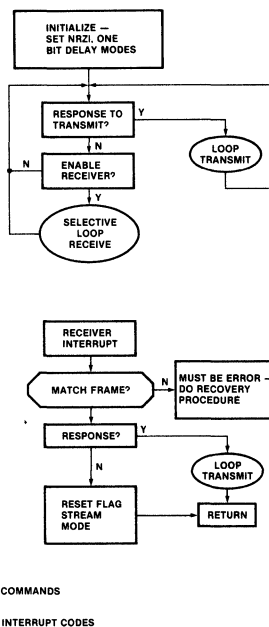 INITIALIZE —
SET NRZI, ONE
BIT DELAY MODES
RESPONSE TO
TRANSMIT?
Y
LOOP
TRANSMIT
N
ENABLE
RECEIVER?
N
Y
SELECTIVE
LOOP
RECEIVE
RECEIVER
INTERRUPT
MATCH FRAME?
N
MUST BE ERROR —
DO RECOVERY
PROCEDURE
RESPONSE?
Y
LOOP
TRANSMIT
N
RESET FLAG
STREAM
MODE
RETURN
COMMANDS
INTERRUPT CODES